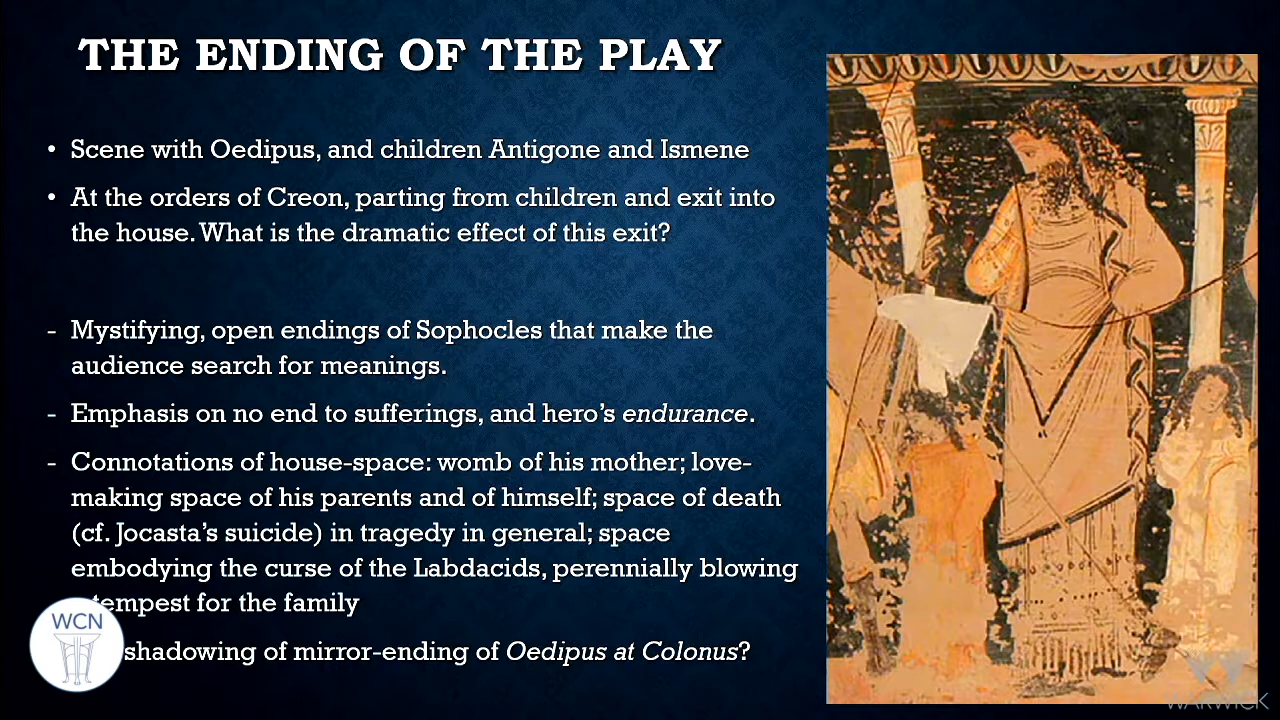 THE ENDING OF THE PLAY
• Scene with Oedipus, and children Antigone and Ismene
• At the orders of Creon, parting from children and exit into
the house. What is the dramatic effect of this exit?
- Mystifying, open endings of Sophocles that make the
audience search for meanings.
- Emphasis on no end to sufferings, and hero's endurance.
- Connotations of house-space: womb of his mother; love-
making space of his parents and of himself; space of death
(cf. Jocasta's suicide) in tragedy in general; space
embodying the curse of the Labdacids, perennially blowing
tempest for the family
shadowing of mirror-ending of Oedipus at Colonus?
WCN
WARWICK